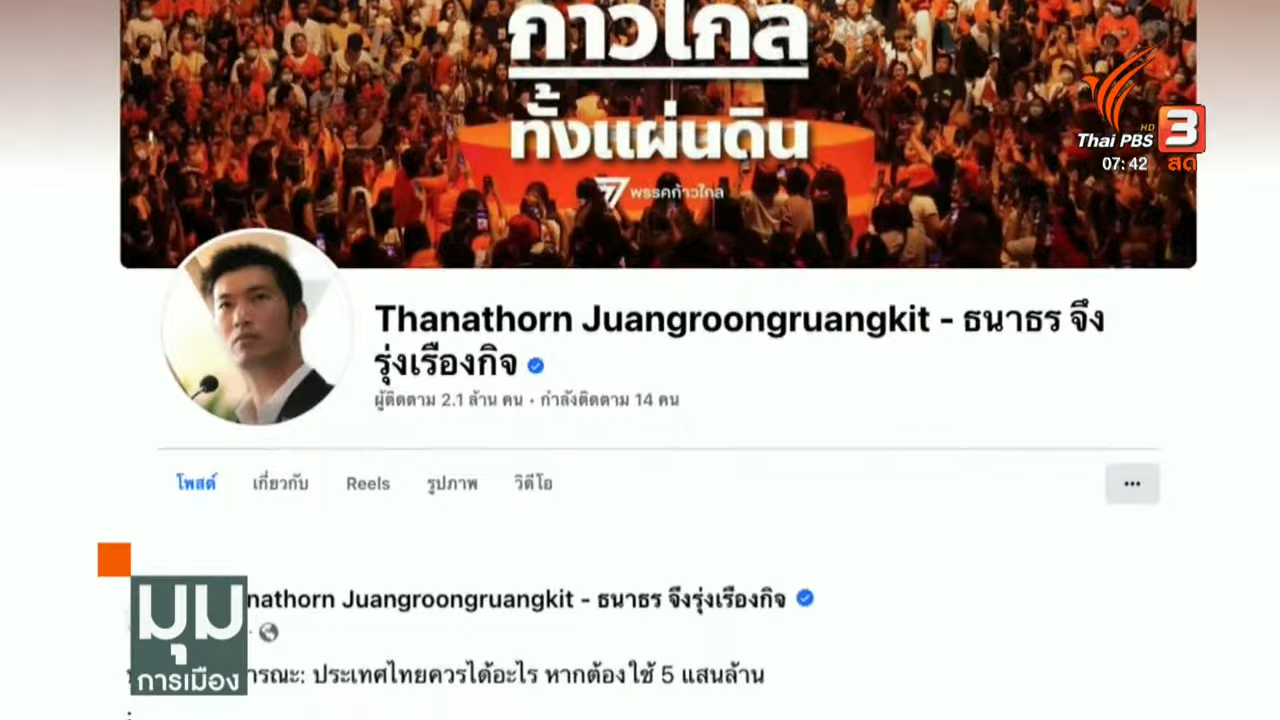 ก้าวไกล
ทั้งแผ่นดิน
พรรคก้าวไกล
Thai PBS HD 3
07:42 สด
Thanathorn Juangroongruangkit - ธนาธร จึง
รุ่งเรืองกิจ
ผู้ติดตาม 2.1 ล้าน คน • กำลังติดตาม 14 คน
โพสต์ เกี่ยวกับ Reels รูปภาพ วิดีโอ
nathorn Juangroongruangkit - ธนาธร จึงรุ่งเรืองกิจ
ารณะ: ประเทศไทยควรได้อะไร หากต้องใช้ 5 แสนล้าน
มุม
การเมือง